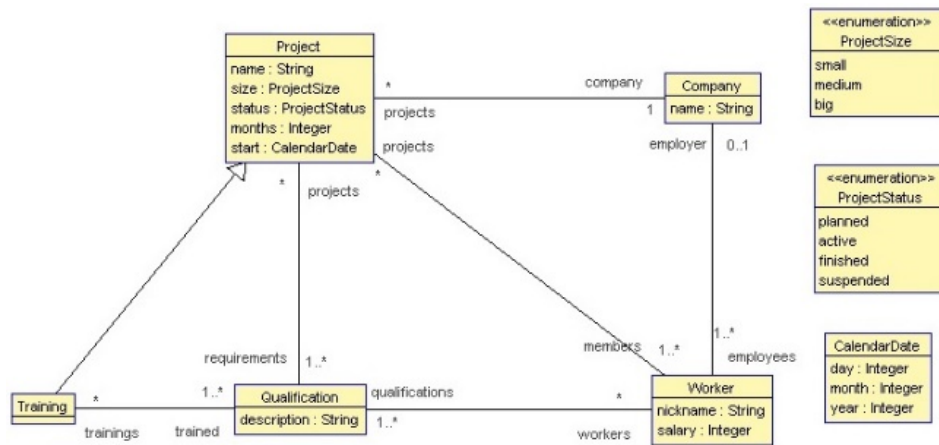 Project
name : String
size : ProjectSize
status : ProjectStatus
months : Integer
start : CalendarDate
*
projects
company
1
Company
name : String
<<enumeration>>
ProjectSize
small
medium
big
*
projects
*
projects
employer
0..1
<<enumeration>>
ProjectStatus
planned
active
finished
suspended
requirements
1..*
members
1..*
1..*
employees
CalendarDate
day : Integer
month : Integer
year : Integer
Training
*
trainings
1..*
trained
Qualification
description : String
qualifications
1..*
*
workers
Worker
nickname : String
salary : Integer